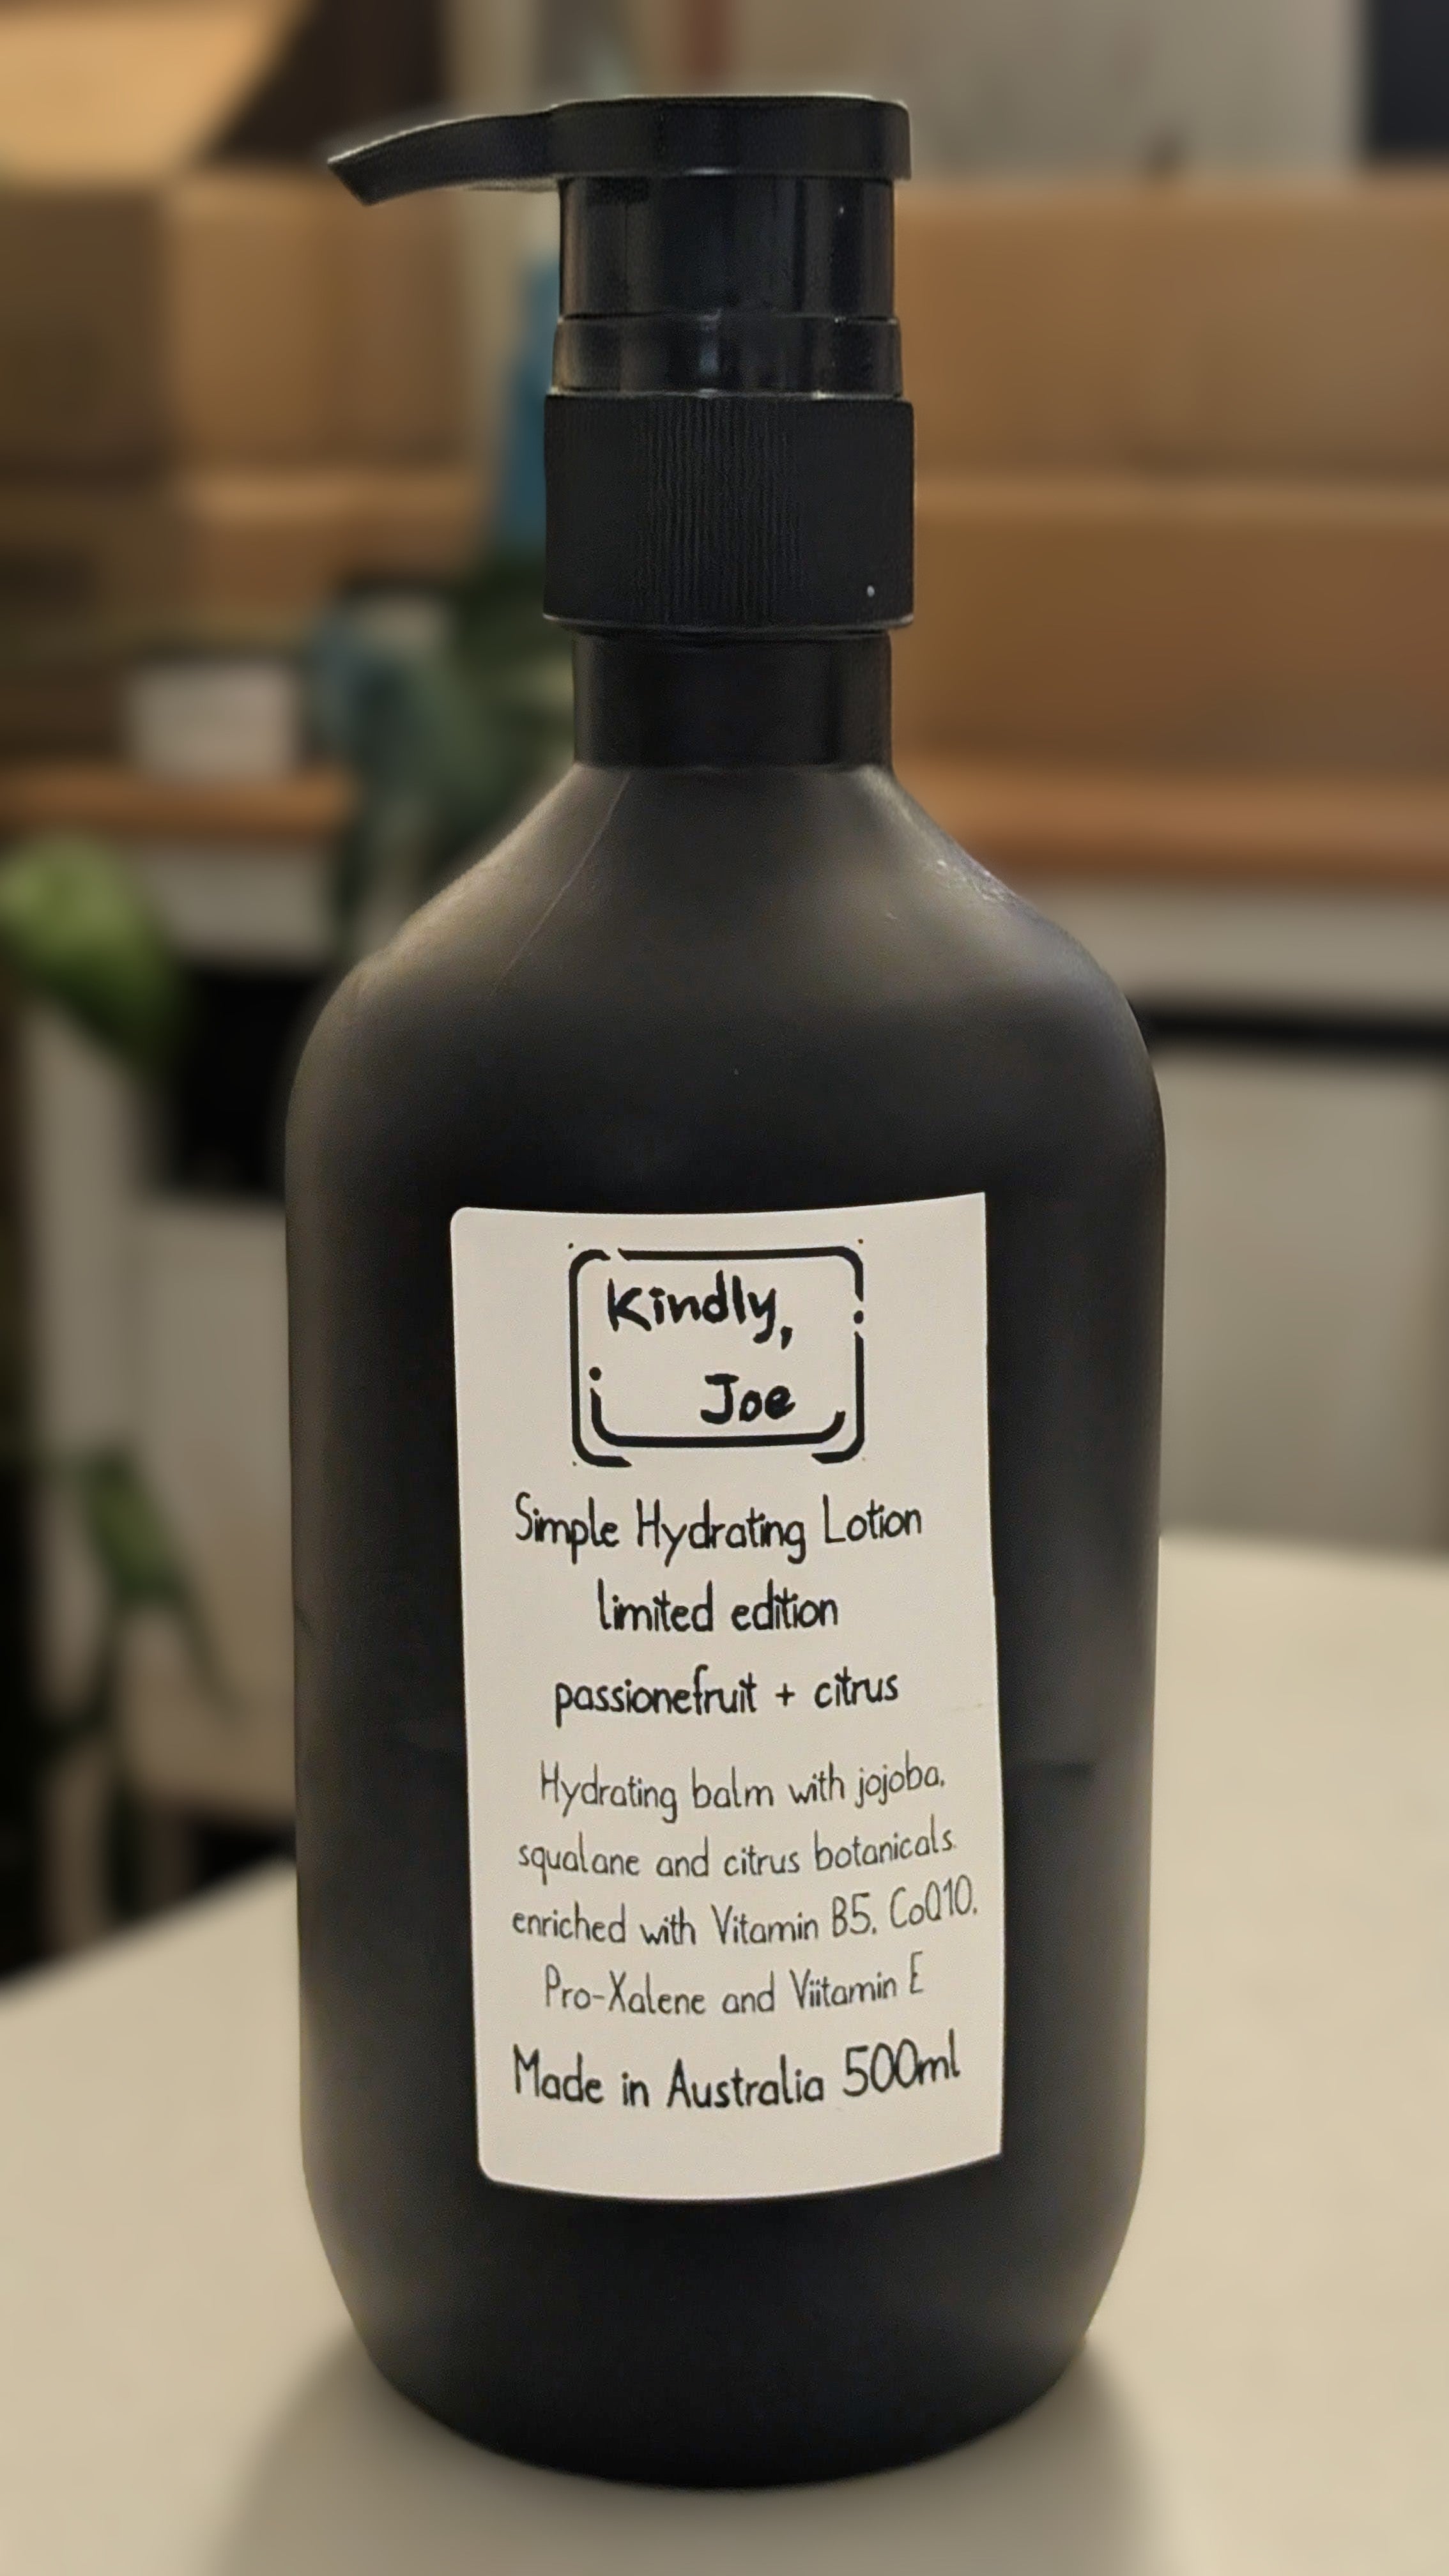 Kindly,
Joe
Simple Hydrating Lotion
limited edition
passionefruit + citrus
Hydrating balm with jojoba,
squalane and citrus botanicals.
enriched with Vitamin B5, CoQ10,
Pro-Xalene and Viitamin E
Made in Australia 500ml